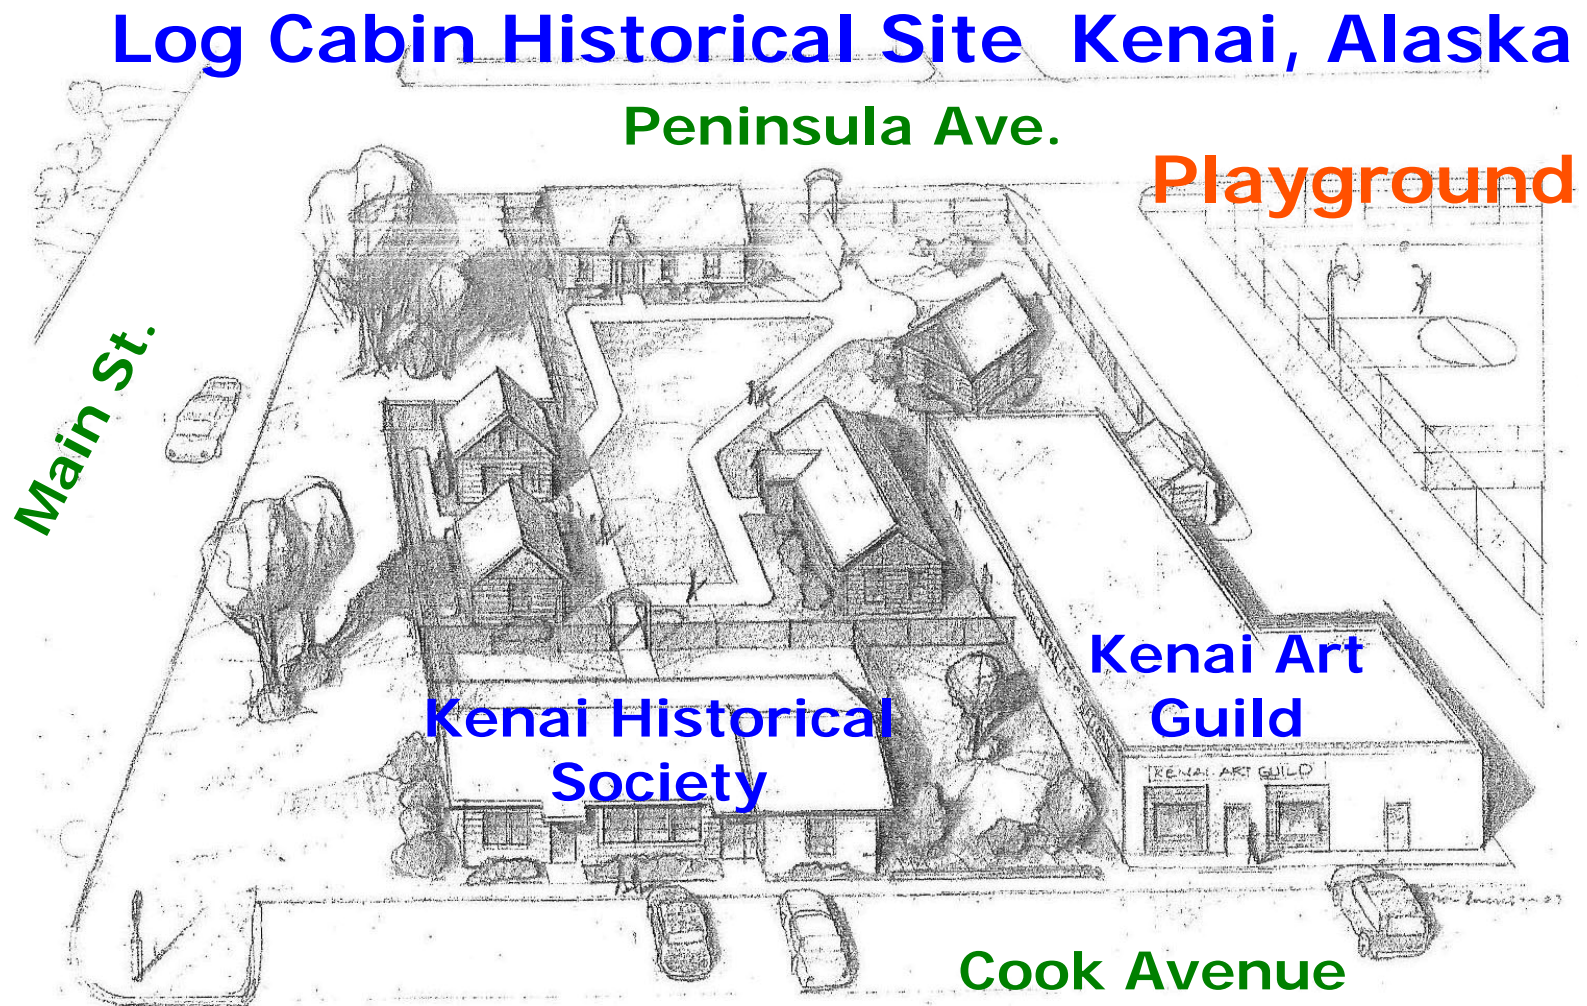 Log Cabin Historical Site Kenai, Alaska
Peninsula Ave.
Playground
Main St.
Kenai Art
Guild
Kenai Historical
Society
KENAI ART GUILD
Cook Avenue